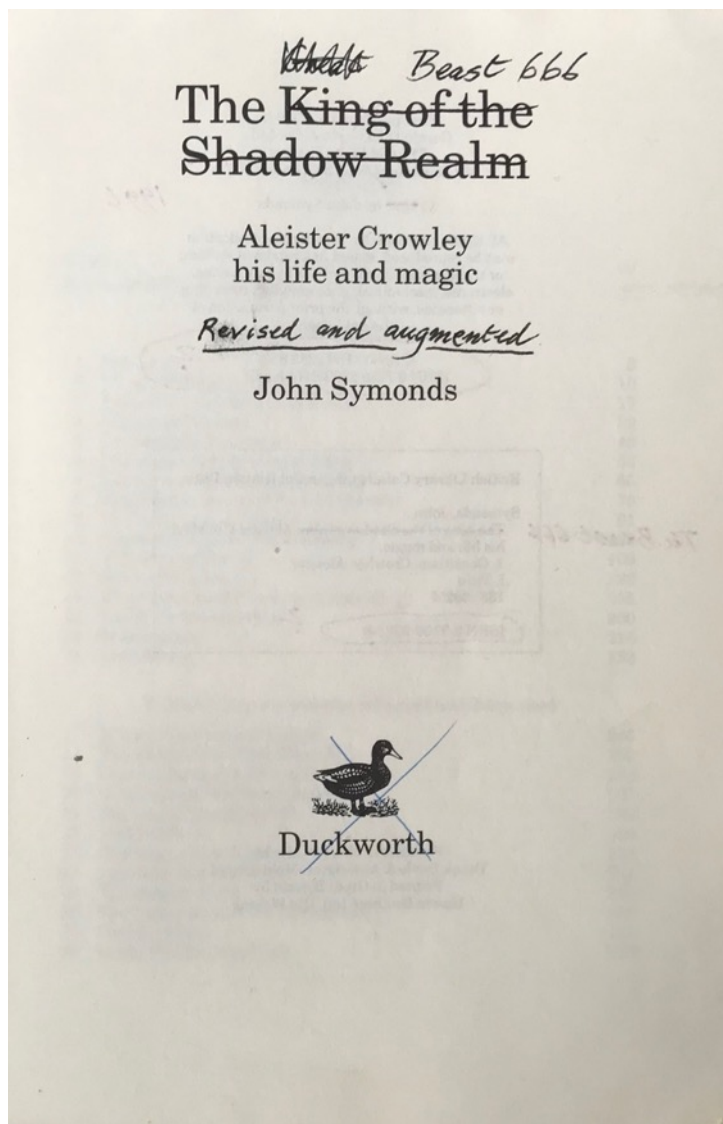 Beast 666
The King of the
Shadow Realm
Aleister Crowley
his life and magic
Revised and augmented
John Symonds
Duckworth